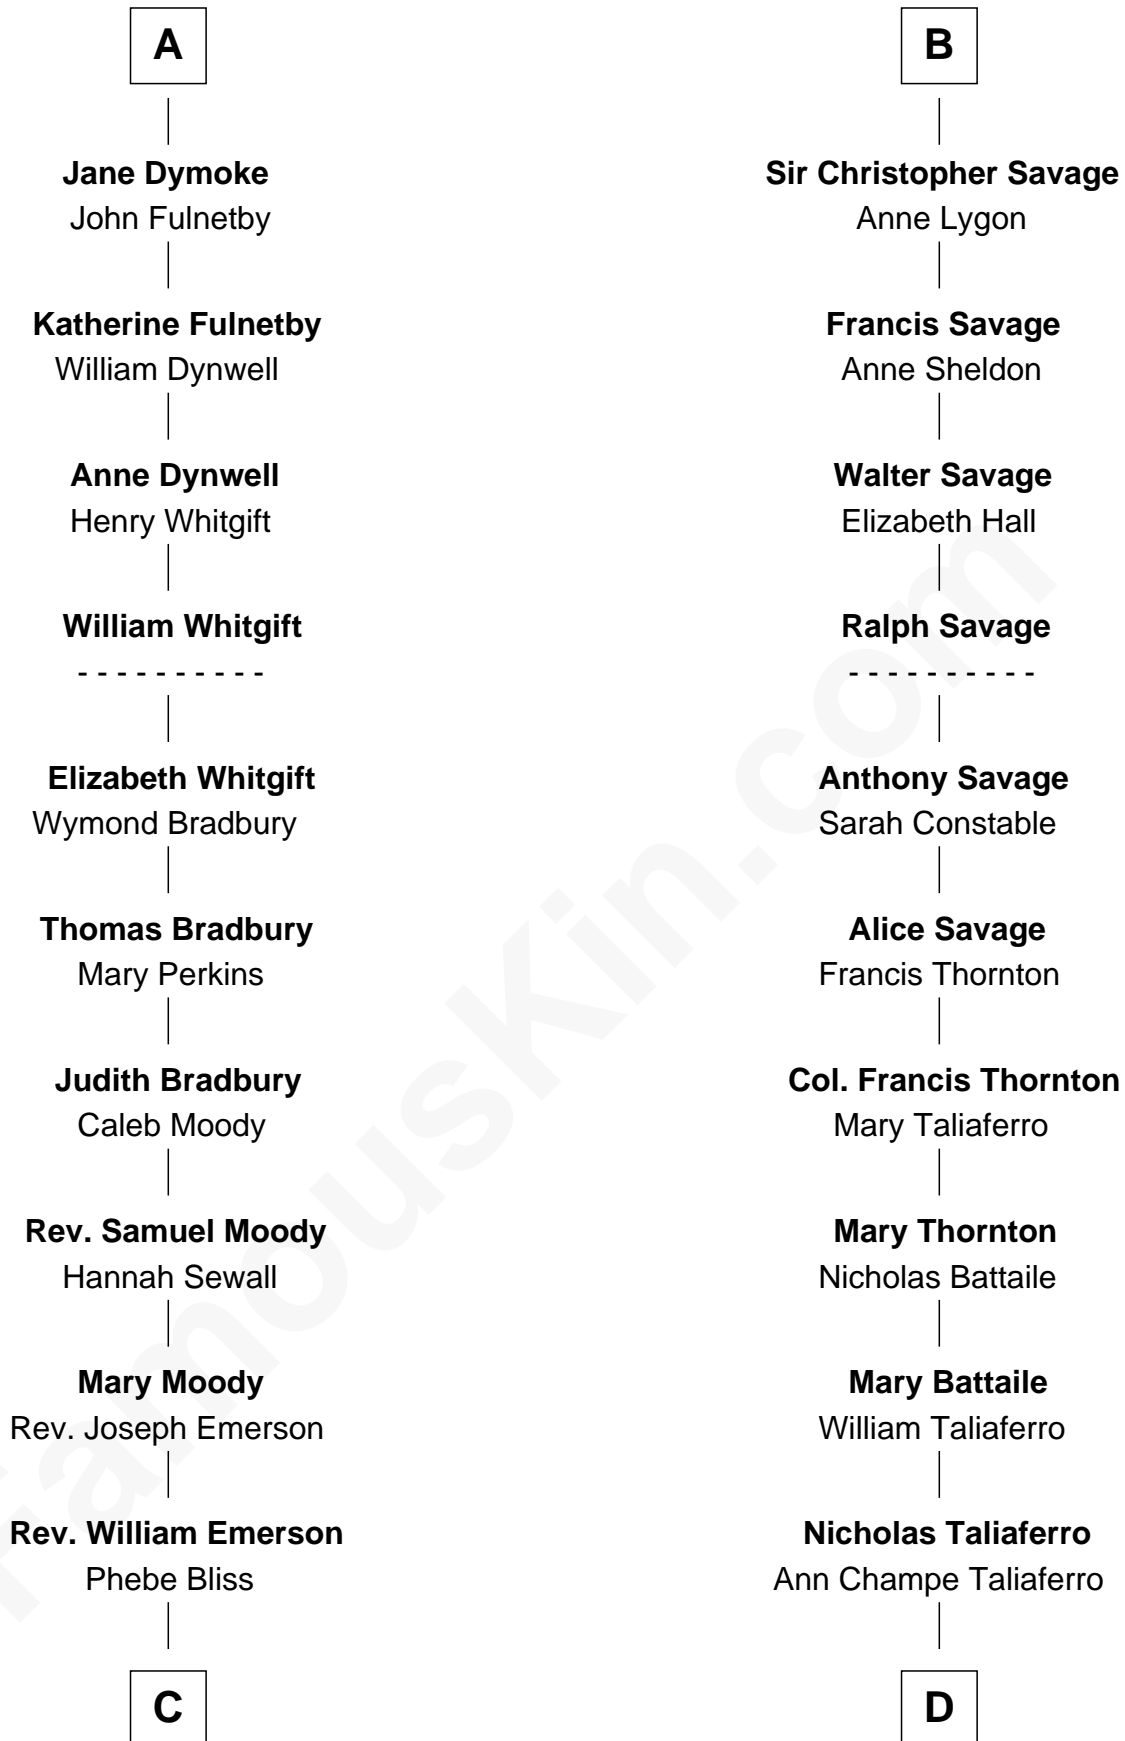 A
Jane Dymoke
John Fulnetby
Katherine Fulnetby
William Dynwell
Anne Dynwell
Henry Whitgift
William Whitgift
- - - - - - - - - -
Elizabeth Whitgift
Wymond Bradbury
Thomas Bradbury
Mary Perkins
Judith Bradbury
Caleb Moody
Rev. Samuel Moody
Hannah Sewall
Mary Moody
Rev. Joseph Emerson
Rev. William Emerson
Phebe Bliss
C
B
Sir Christopher Savage
Anne Lygon
Francis Savage
Anne Sheldon
Walter Savage
Elizabeth Hall
Ralph Savage
- - - - - - - - - -
Anthony Savage
Sarah Constable
Alice Savage
Francis Thornton
Col. Francis Thornton
Mary Taliaferro
Mary Thornton
Nicholas Battaile
Mary Battaile
William Taliaferro
Nicholas Taliaferro
Ann Champe Taliaferro
D
FamousKin.com